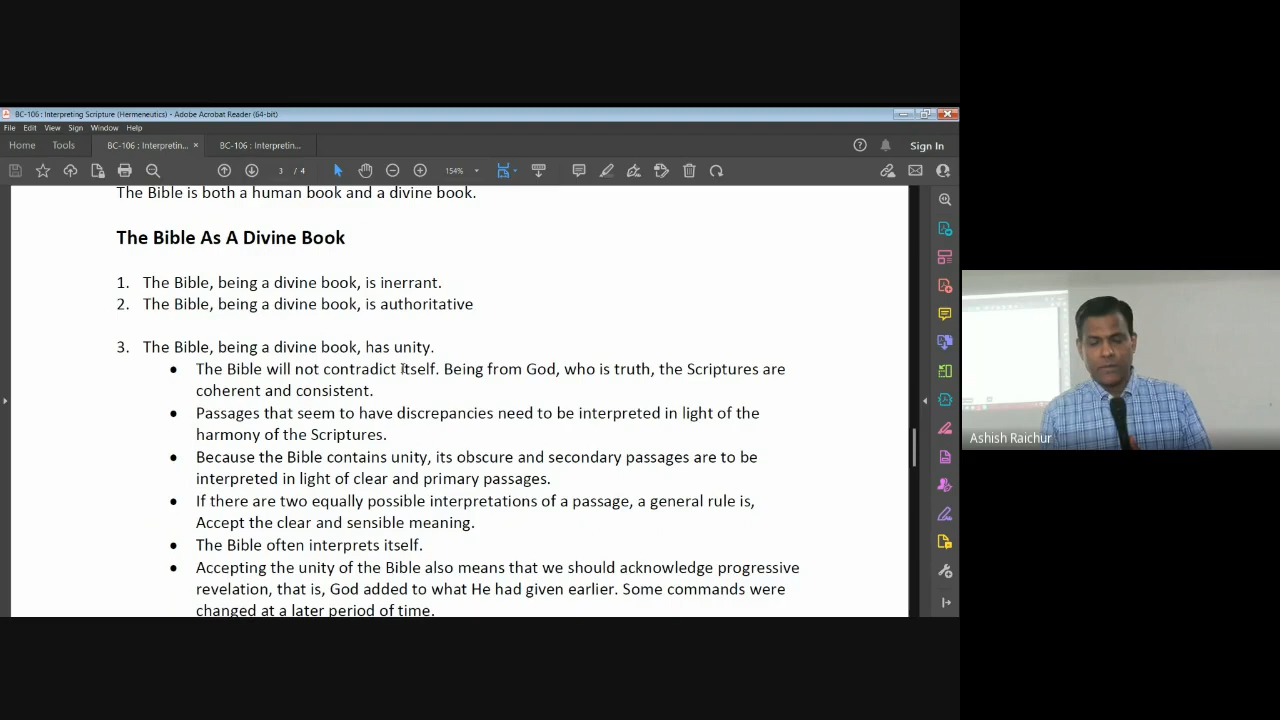 BC-106 : Interpreting Scripture (Hermeneutics) - Adobe Acrobat Reader (64-bit)
File Edit View Sign Window Help
Home Tools BC-106 : Interpretin... × BC-106 : Interpretin... Sign In
3 / 4 154%
The Bible is both a human book and a divine book.
The Bible As A Divine Book
1. The Bible, being a divine book, is inerrant.
2. The Bible, being a divine book, is authoritative
3. The Bible, being a divine book, has unity.
• The Bible will not contradict itself. Being from God, who is truth, the Scriptures are
coherent and consistent.
• Passages that seem to have discrepancies need to be interpreted in light of the
harmony of the Scriptures.
• Because the Bible contains unity, its obscure and secondary passages are to be
interpreted in light of clear and primary passages.
• If there are two equally possible interpretations of a passage, a general rule is,
Accept the clear and sensible meaning.
• The Bible often interprets itself.
• Accepting the unity of the Bible also means that we should acknowledge progressive
revelation, that is, God added to what He had given earlier. Some commands were
changed at a later period of time.
Ashish Raichur